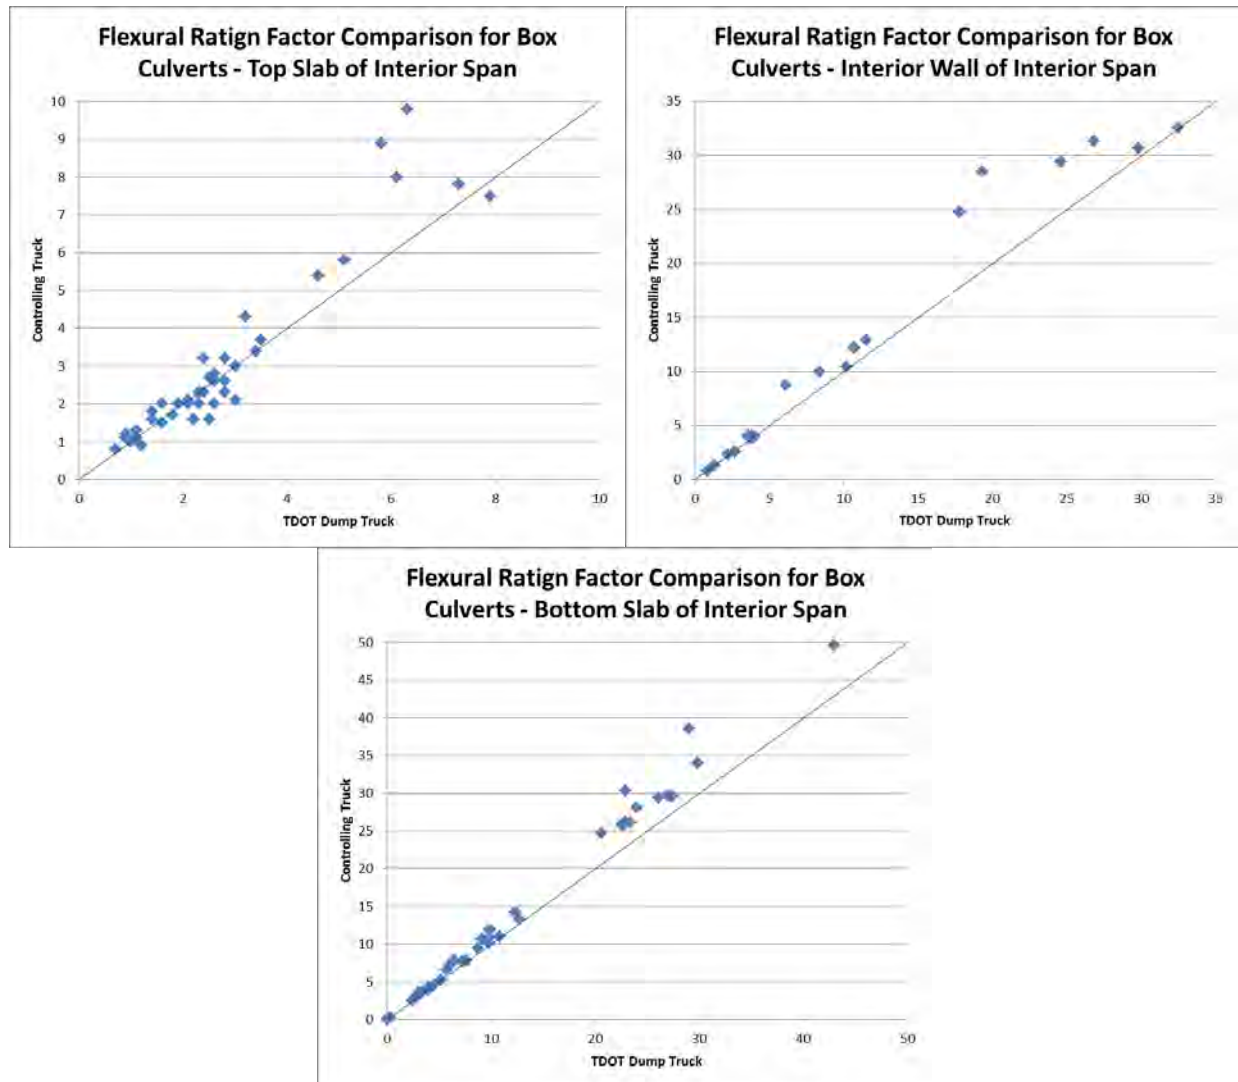 Flexural Ratign Factor Comparison for Box
Culverts - Top Slab of Interior Span
10
9
8
7
6
5
4
3
2
1
0
Controlling Truck
0 2 4 6 8 10
TDOT Dump Truck
Flexural Ratign Factor Comparison for Box
Culverts - Interior Wall of Interior Span
35
30
25
20
15
10
5
0
Controlling Truck
0 5 10 15 20 25 30 35
TDOT Dump Truck
Flexural Ratign Factor Comparison for Box
Culverts - Bottom Slab of Interior Span
50
45
40
35
30
25
20
15
10
5
0
Controlling Truck
0 10 20 30 40 50
TDOT Dump Truck